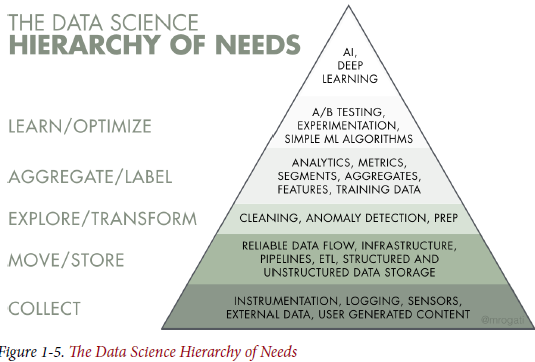 THE DATA SCIENCE
HIERARCHY OF NEEDS
AI,
DEEP
LEARNING
LEARN/OPTIMIZE
A/B TESTING,
EXPERIMENTATION,
SIMPLE ML ALGORITHMS
AGGREGATE/LABEL
ANALYTICS, METRICS,
SEGMENTS, AGGREGATES,
FEATURES, TRAINING DATA
EXPLORE/TRANSFORM
CLEANING, ANOMALY DETECTION, PREP
MOVE/STORE
RELIABLE DATA FLOW, INFRASTRUCTURE,
PIPELINES, ETL, STRUCTURED AND
UNSTRUCTURED DATA STORAGE
COLLECT
INSTRUMENTATION, LOGGING, SENSORS,
EXTERNAL DATA, USER GENERATED CONTENT
@mrogati
Figure 1-5. The Data Science Hierarchy of Needs